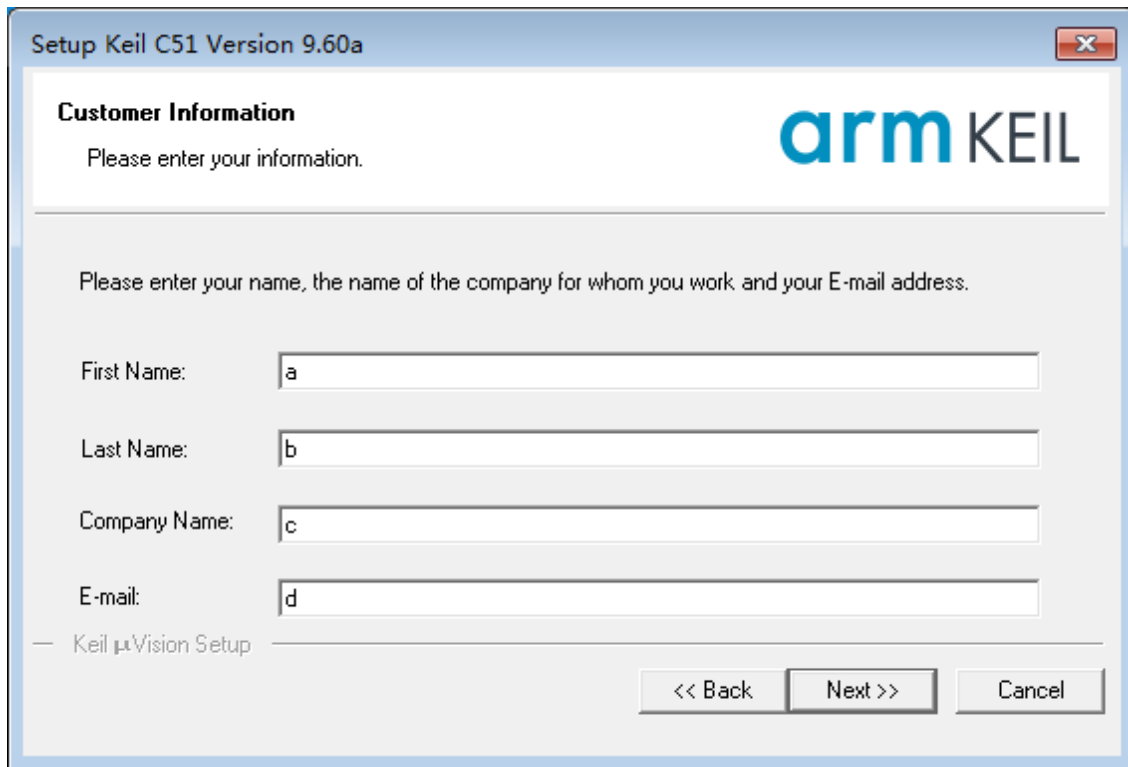 Setup Keil C51 Version 9.60a
Customer Information
Please enter your information.
arm KEIL
Please enter your name, the name of the company for whom you work and your E-mail address.
First Name: a
Last Name: b
Company Name: c
E-mail: d
Keil μVision Setup
<< Back Next >> Cancel